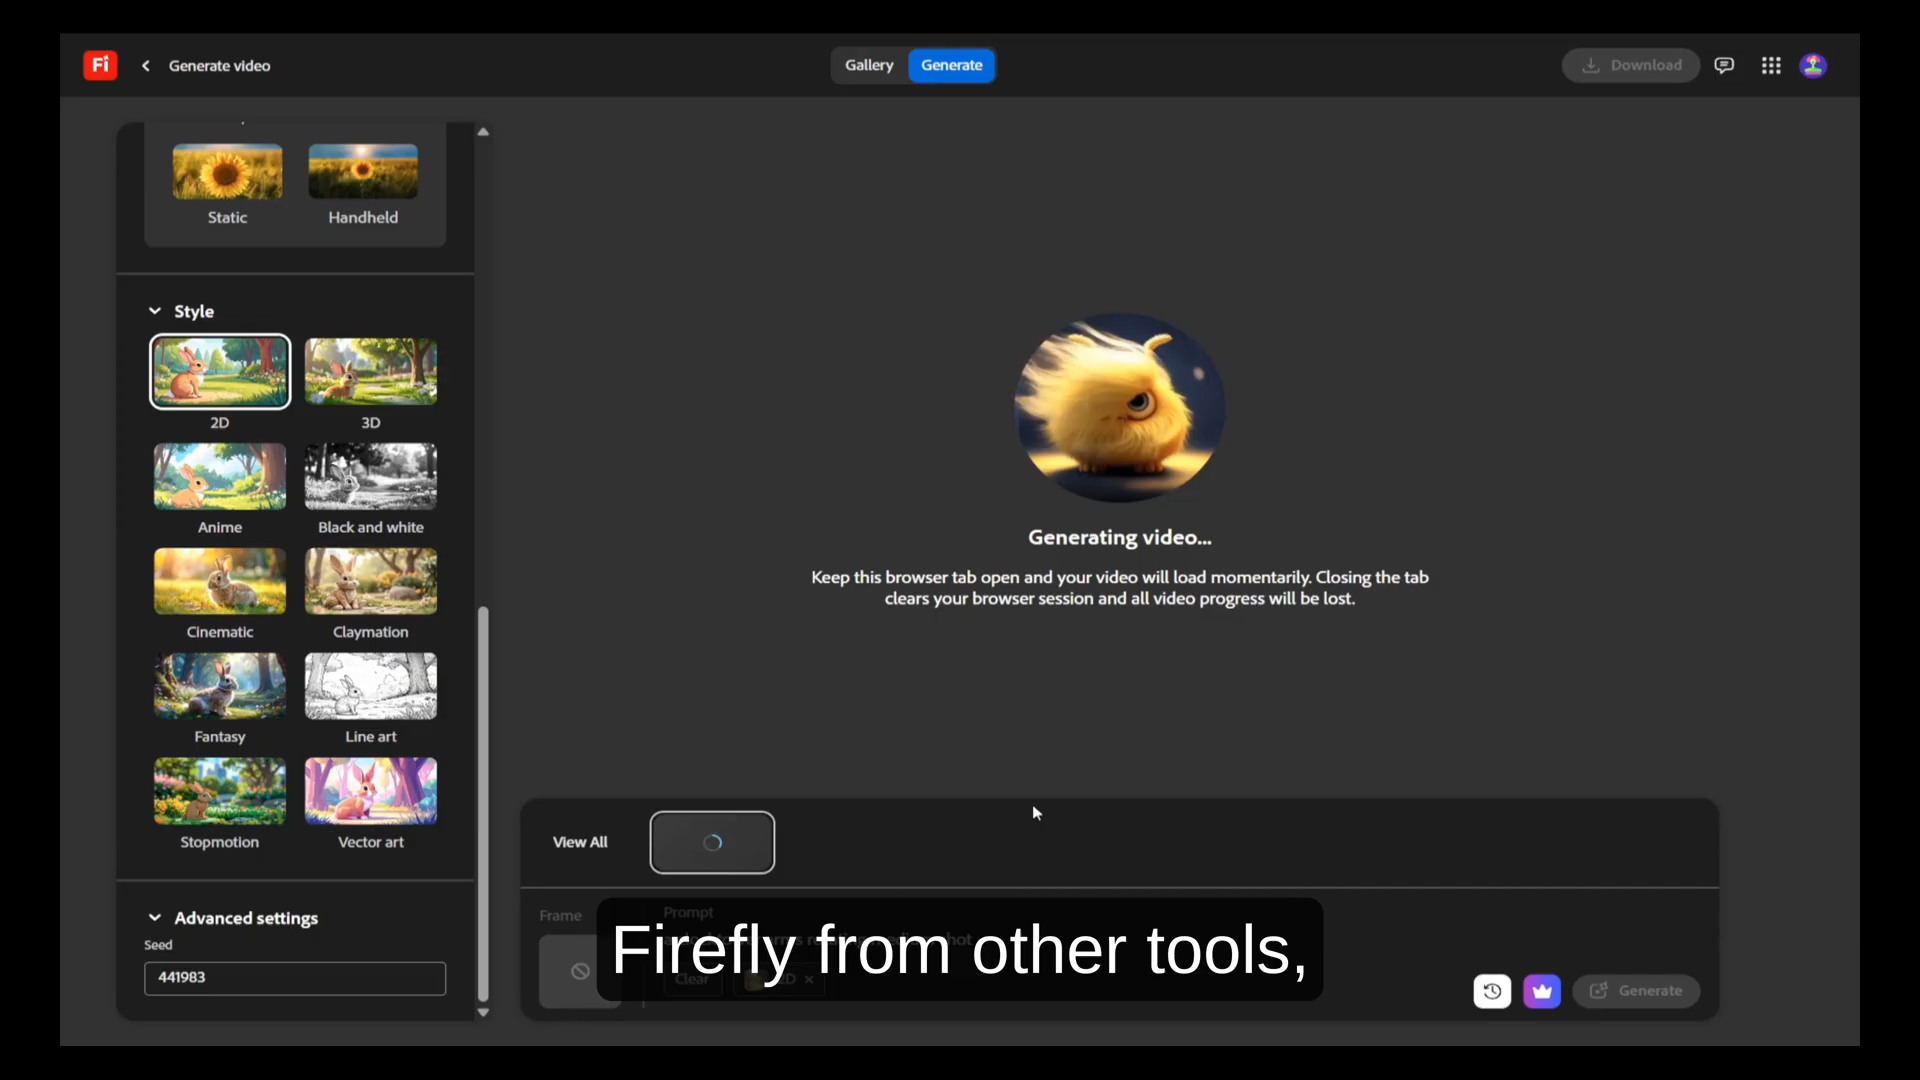 Fi
Generate video
Gallery
Generate
Download
Static
Handheld
Style
2D
3D
Anime
Black and white
Cinematic
Claymation
Fantasy
Line art
Stopmotion
Vector art
Advanced settings
Seed
441983
Generating video...
Keep this browser tab open and your video will load momentarily. Closing the tab
clears your browser session and all video progress will be lost.
View All
Frame
Prompt
Clear
Firefly from other tools,
Generate